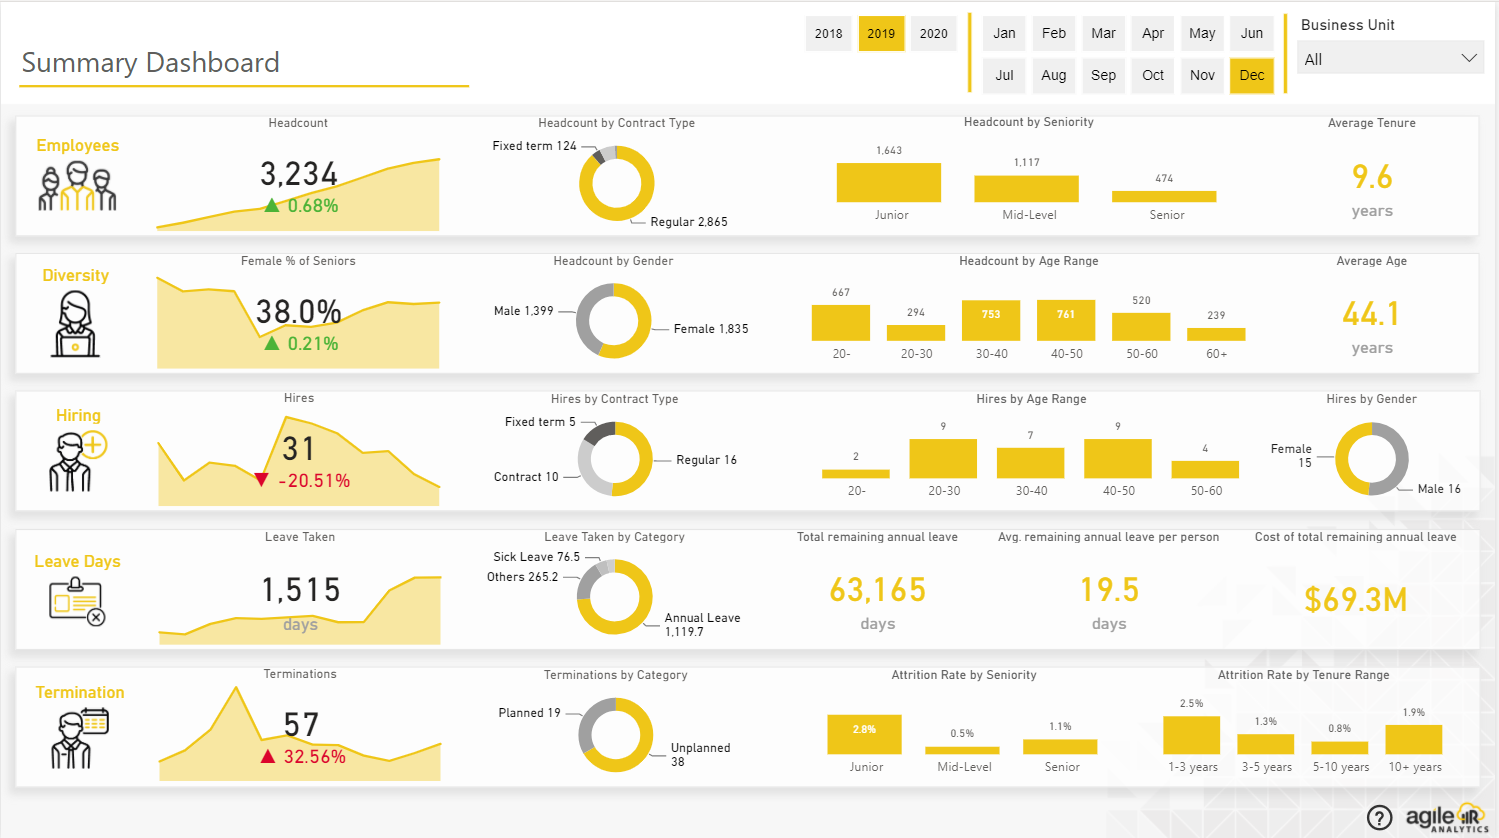 Summary Dashboard
2018 2019 2020
Jan Feb Mar Apr May Jun
Jul Aug Sep Oct Nov Dec
Business Unit
All
Employees
Headcount
3,234
0.68%
Headcount by Contract Type
Fixed term 124
Regular 2,865
Headcount by Seniority
1,643 1,117 474
Junior Mid-Level Senior
Average Tenure
9.6
years
Diversity
Female % of Seniors
38.0%
0.21%
Headcount by Gender
Male 1,399
Female 1,835
Headcount by Age Range
667 294 753 761 520 239
20- 20-30 30-40 40-50 50-60 60+
Average Age
44.1
years
Hiring
Hires
31
-20.51%
Hires by Contract Type
Fixed term 5
Regular 16
Contract 10
Hires by Age Range
2 9 7 9 4
20- 20-30 30-40 40-50 50-60
Hires by Gender
Female
15
Male 16
Leave Days
Leave Taken
1,515
days
Leave Taken by Category
Sick Leave 76.5
Others 265.2
Annual Leave
1,119.7
Total remaining annual leave
63,165
days
Avg. remaining annual leave per person
19.5
days
Cost of total remaining annual leave
$69.3M
Termination
Terminations
57
32.56%
Terminations by Category
Planned 19
Unplanned
38
Attrition Rate by Seniority
2.8% 0.5% 1.1%
Junior Mid-Level Senior
Attrition Rate by Tenure Range
2.5% 1.3% 0.8% 1.9%
1-3 years 3-5 years 5-10 years 10+ years
?
agile HR
ANALYTICS